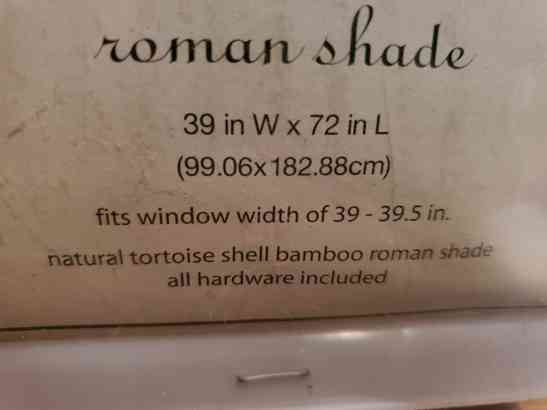 roman shade
39 in W x 72 in L
(99.06x182.88cm)
fits window width of 39 - 39.5 in.
natural tortoise shell bamboo roman shade
all hardware included